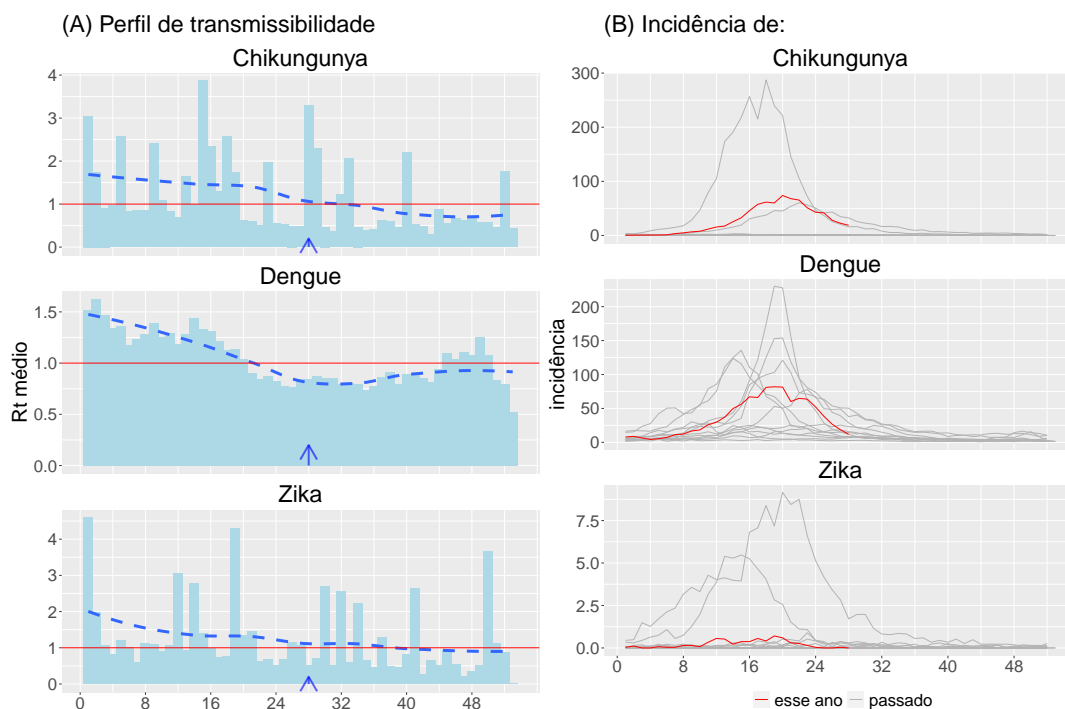 (A) Perfil de transmissibilidade
Chikungunya
4
3
2
1
0
Dengue
Rt médio
1.5
1.0
0.5
0.0
Zika
4
3
2
1
0
0 8 16 24 32 40 48
(B) Incidência de:
Chikungunya
300
200
100
0
Dengue
incidência
200
150
100
50
0
Zika
7.5
5.0
2.5
0.0
0 8 16 24 32 40 48
esse ano passado